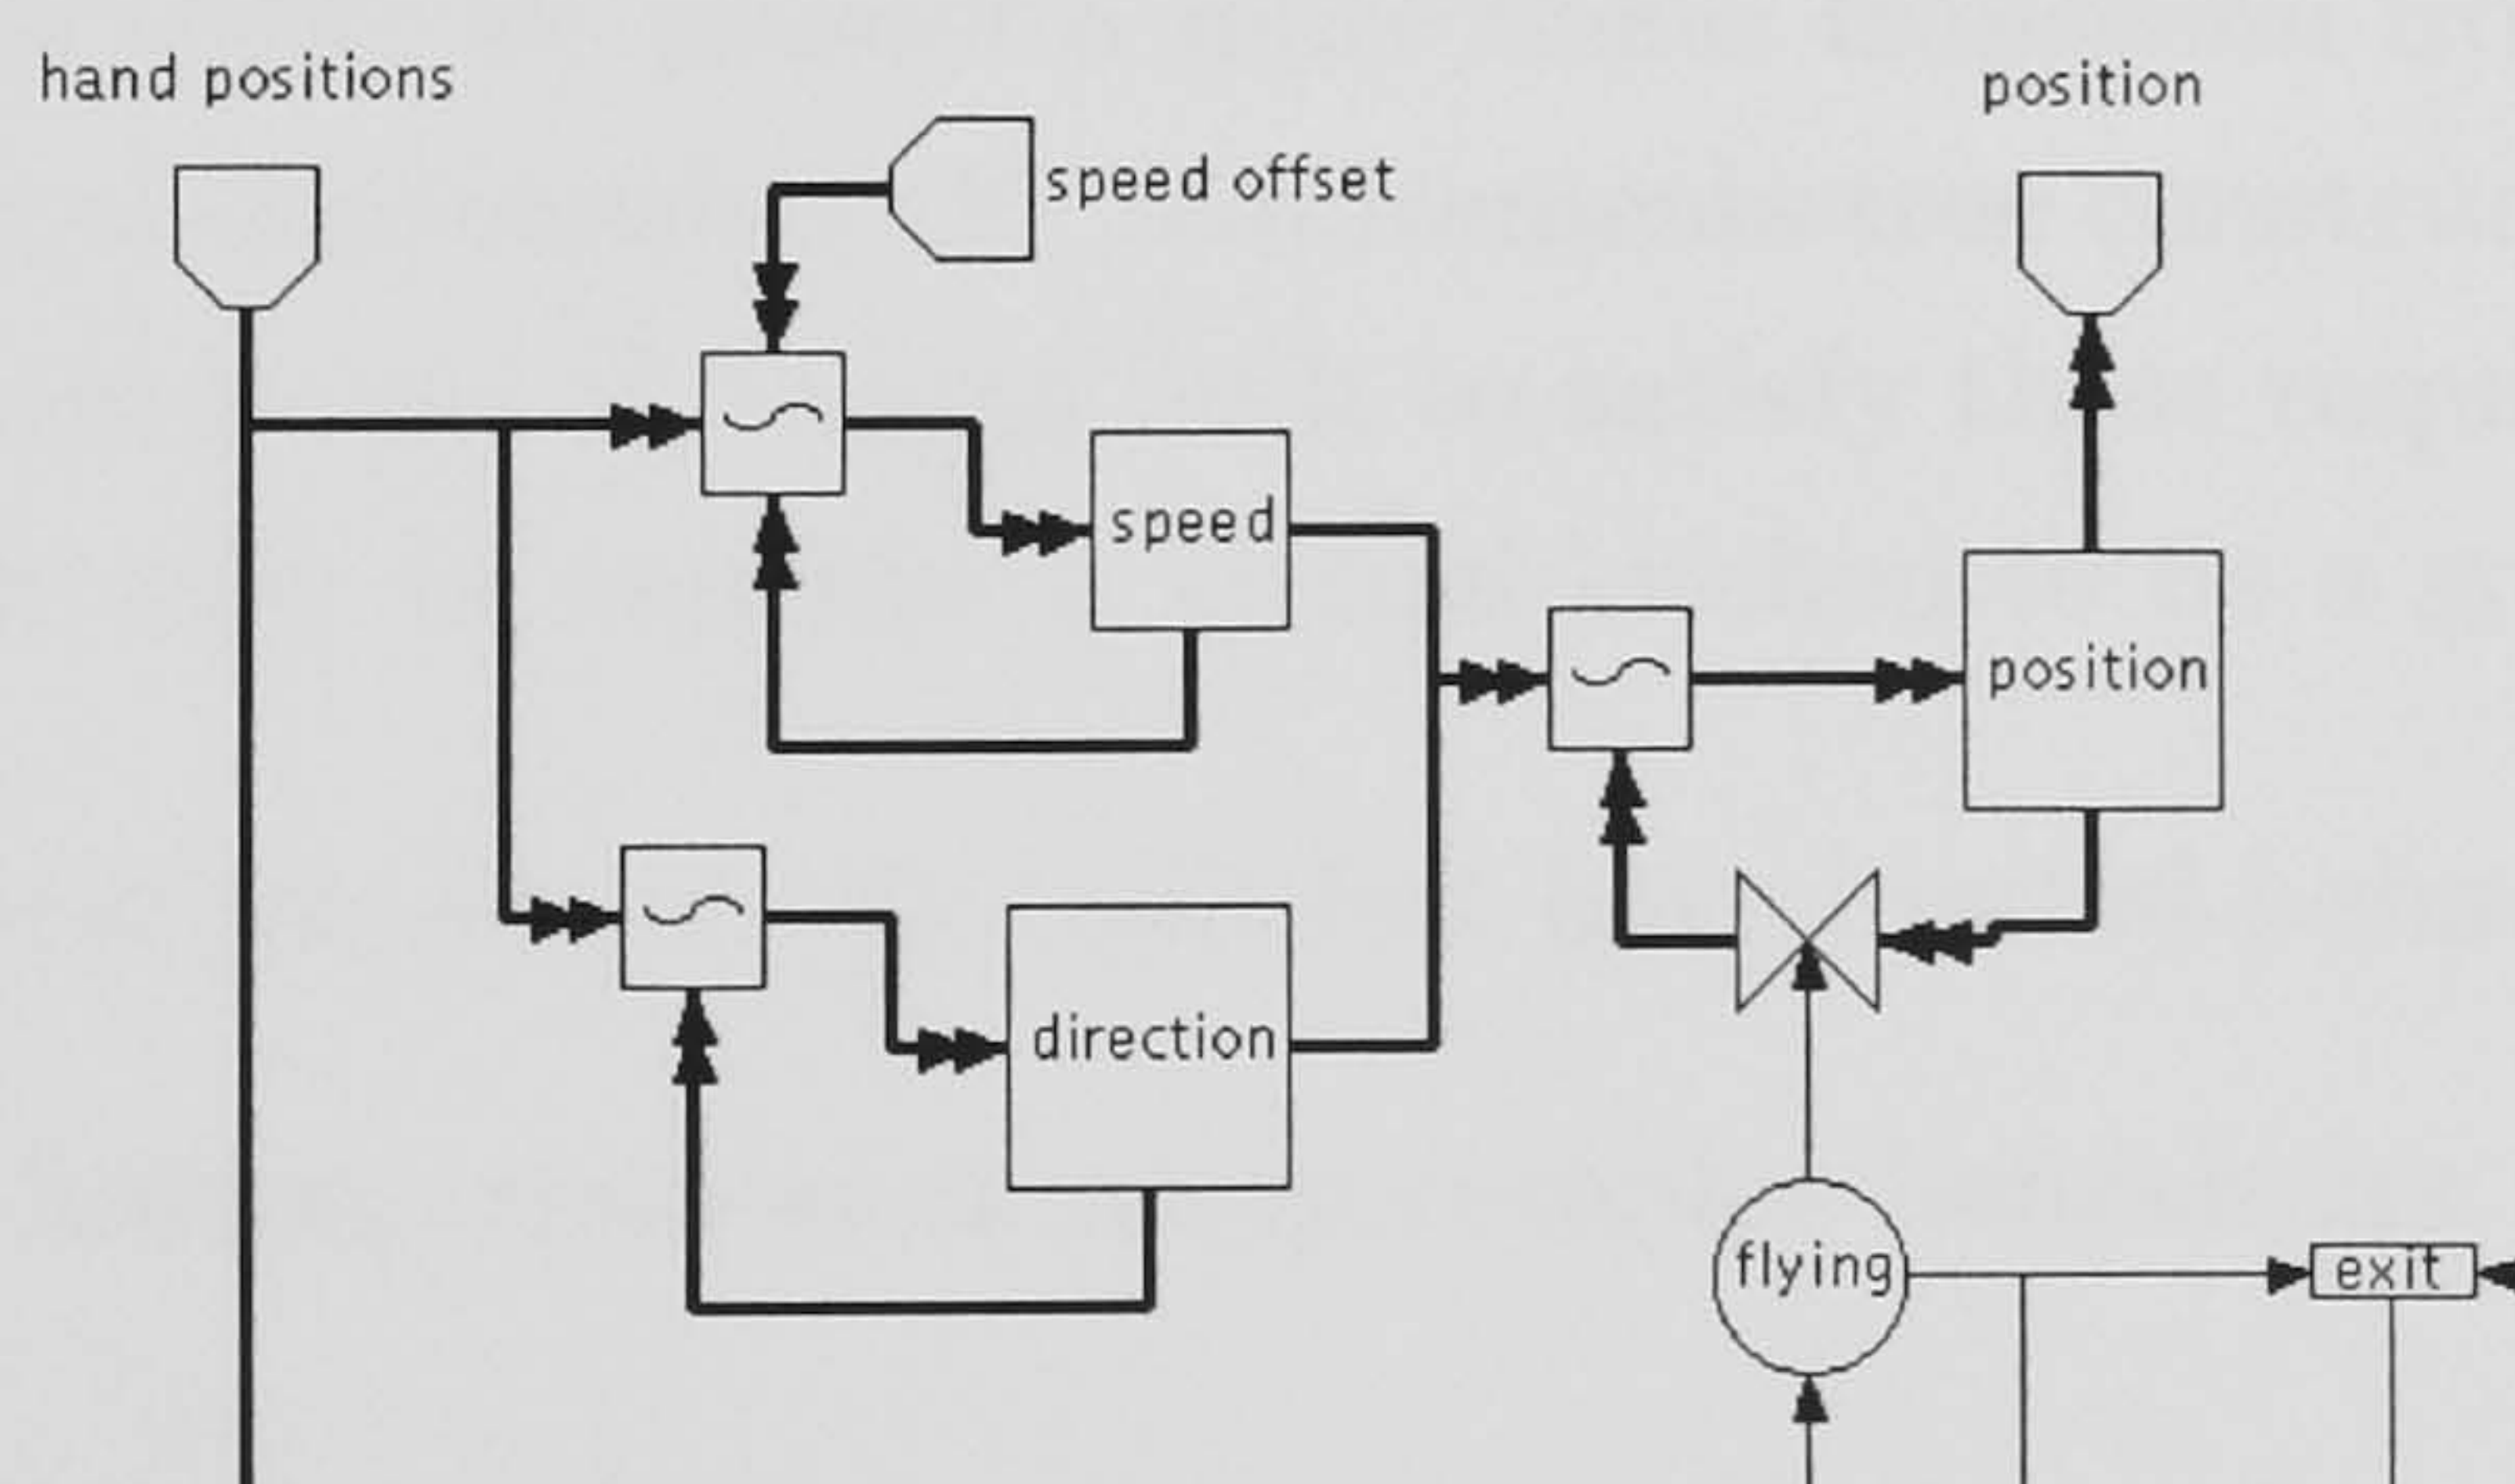 hand positions
position
speed offset
speed
position
direction
flying
exit